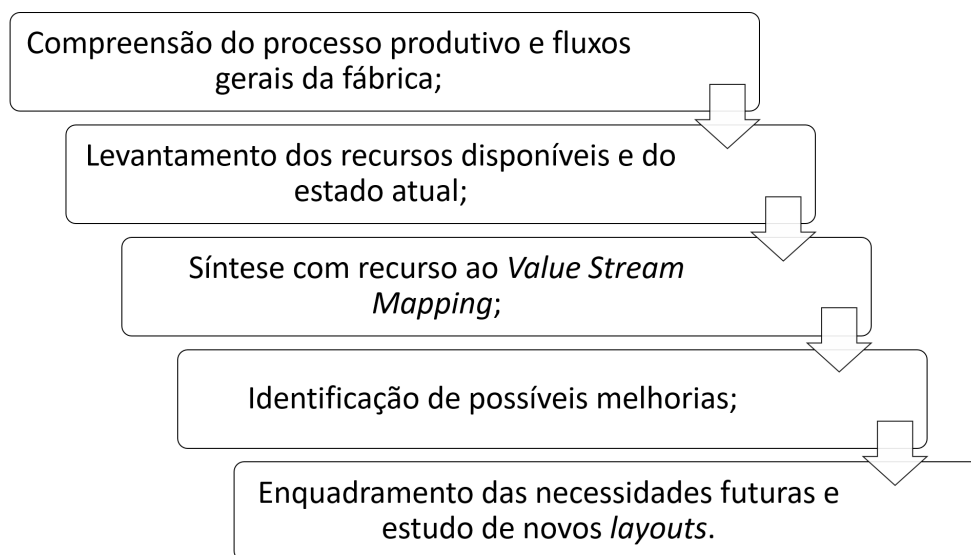 Compreensão do processo produtivo e fluxos
gerais da fábrica;
Levantamento dos recursos disponíveis e do
estado atual;
Síntese com recurso ao Value Stream
Mapping;
Identificação de possíveis melhorias;
Enquadramento das necessidades futuras e
estudo de novos layouts.